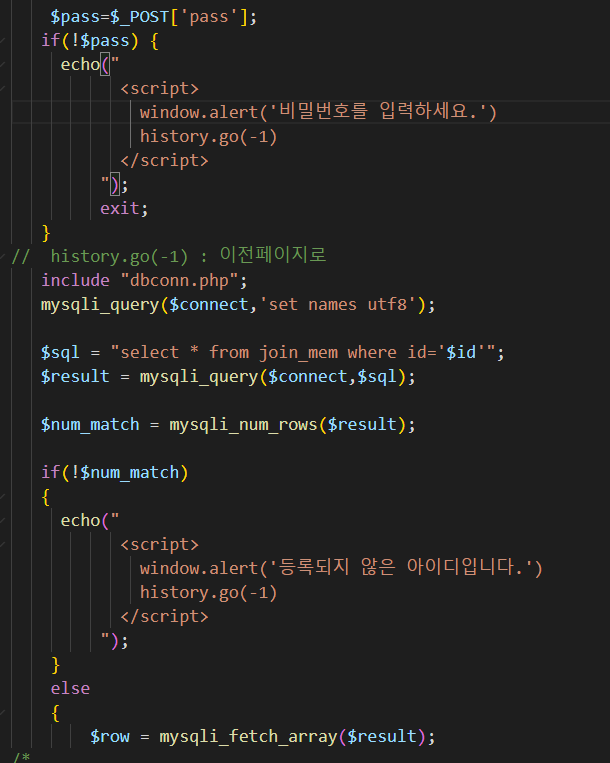 $pass=$_POST['pass'];
if(!$pass) {
echo("
<script>
window.alert('비밀번호를 입력하세요.')
history.go(-1)
</script>
");
exit;
}
// history.go(-1) : 이전페이지로
include "dbconn.php";
mysqli_query($connect,'set names utf8');
$sql = "select * from join_mem where id='$id'";
$result = mysqli_query($connect,$sql);
$num_match = mysqli_num_rows($result);
if(!$num_match)
{
echo("
<script>
window.alert('등록되지 않은 아이디입니다.')
history.go(-1)
</script>
");
}
else
{
$row = mysqli_fetch_array($result);
/*